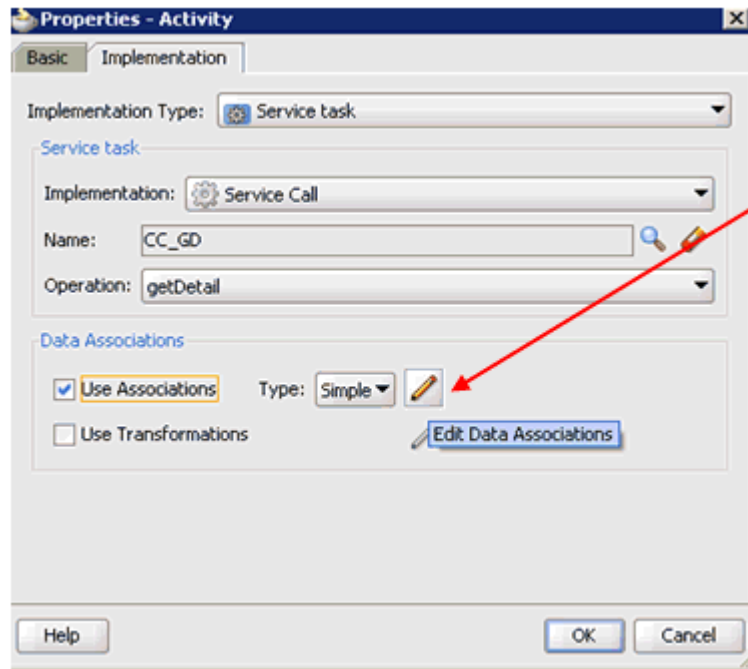 Properties - Activity
Basic Implementation
Implementation Type: Service task
Service task
Implementation: Service Call
Name: CC_GD
Operation: getDetail
Data Associations
Use Associations Type: Simple
Use Transformations Edit Data Associations
Help OK Cancel